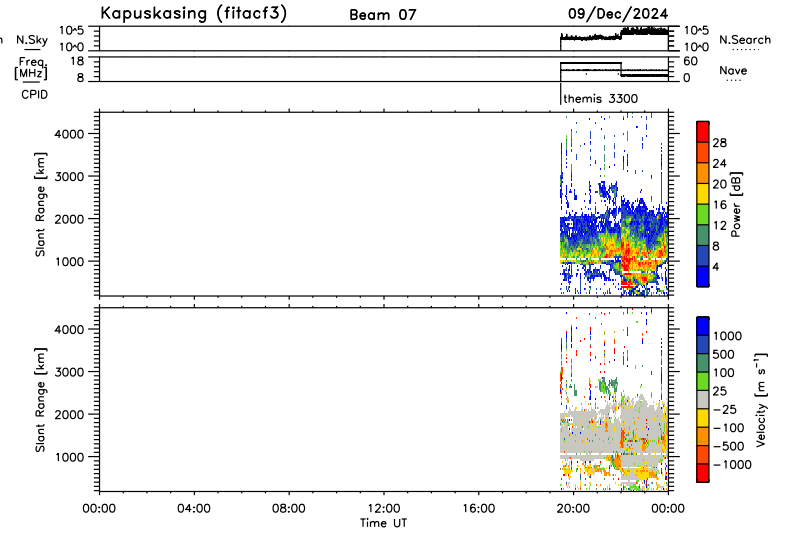 Kapuskasing (fitacf3) Beam 07 09/Dec/2024
N.Sky 10^5 10^0 10^5 10^0 N.Search
Freq. [MHz] 18 8 60 0 Nave
CPID themis 3300
Slant Range [km] 4000 3000 2000 1000
28 24 20 16 12 8 4 Power [dB]
Slant Range [km] 4000 3000 2000 1000
1000 500 100 25 -25 -100 -500 -1000 Velocity [m s⁻¹]
00:00 04:00 08:00 12:00 16:00 20:00 00:00
Time UT